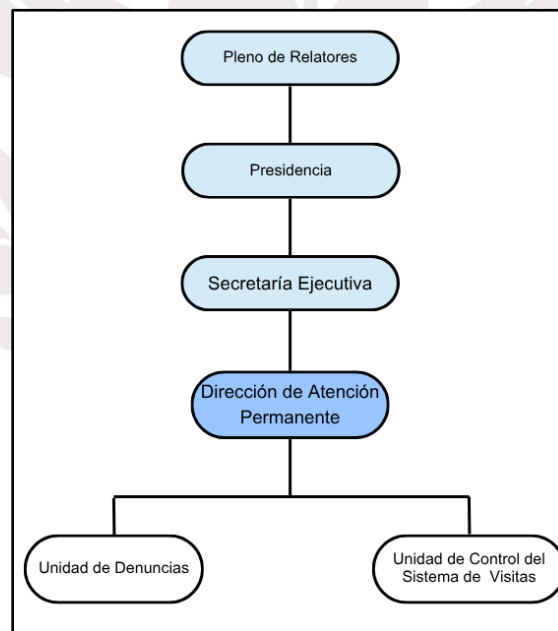 Pleno de Relatores
Presidencia
Secretaría Ejecutiva
Dirección de Atención
Permanente
Unidad de Denuncias
Unidad de Control del
Sistema de  Visitas